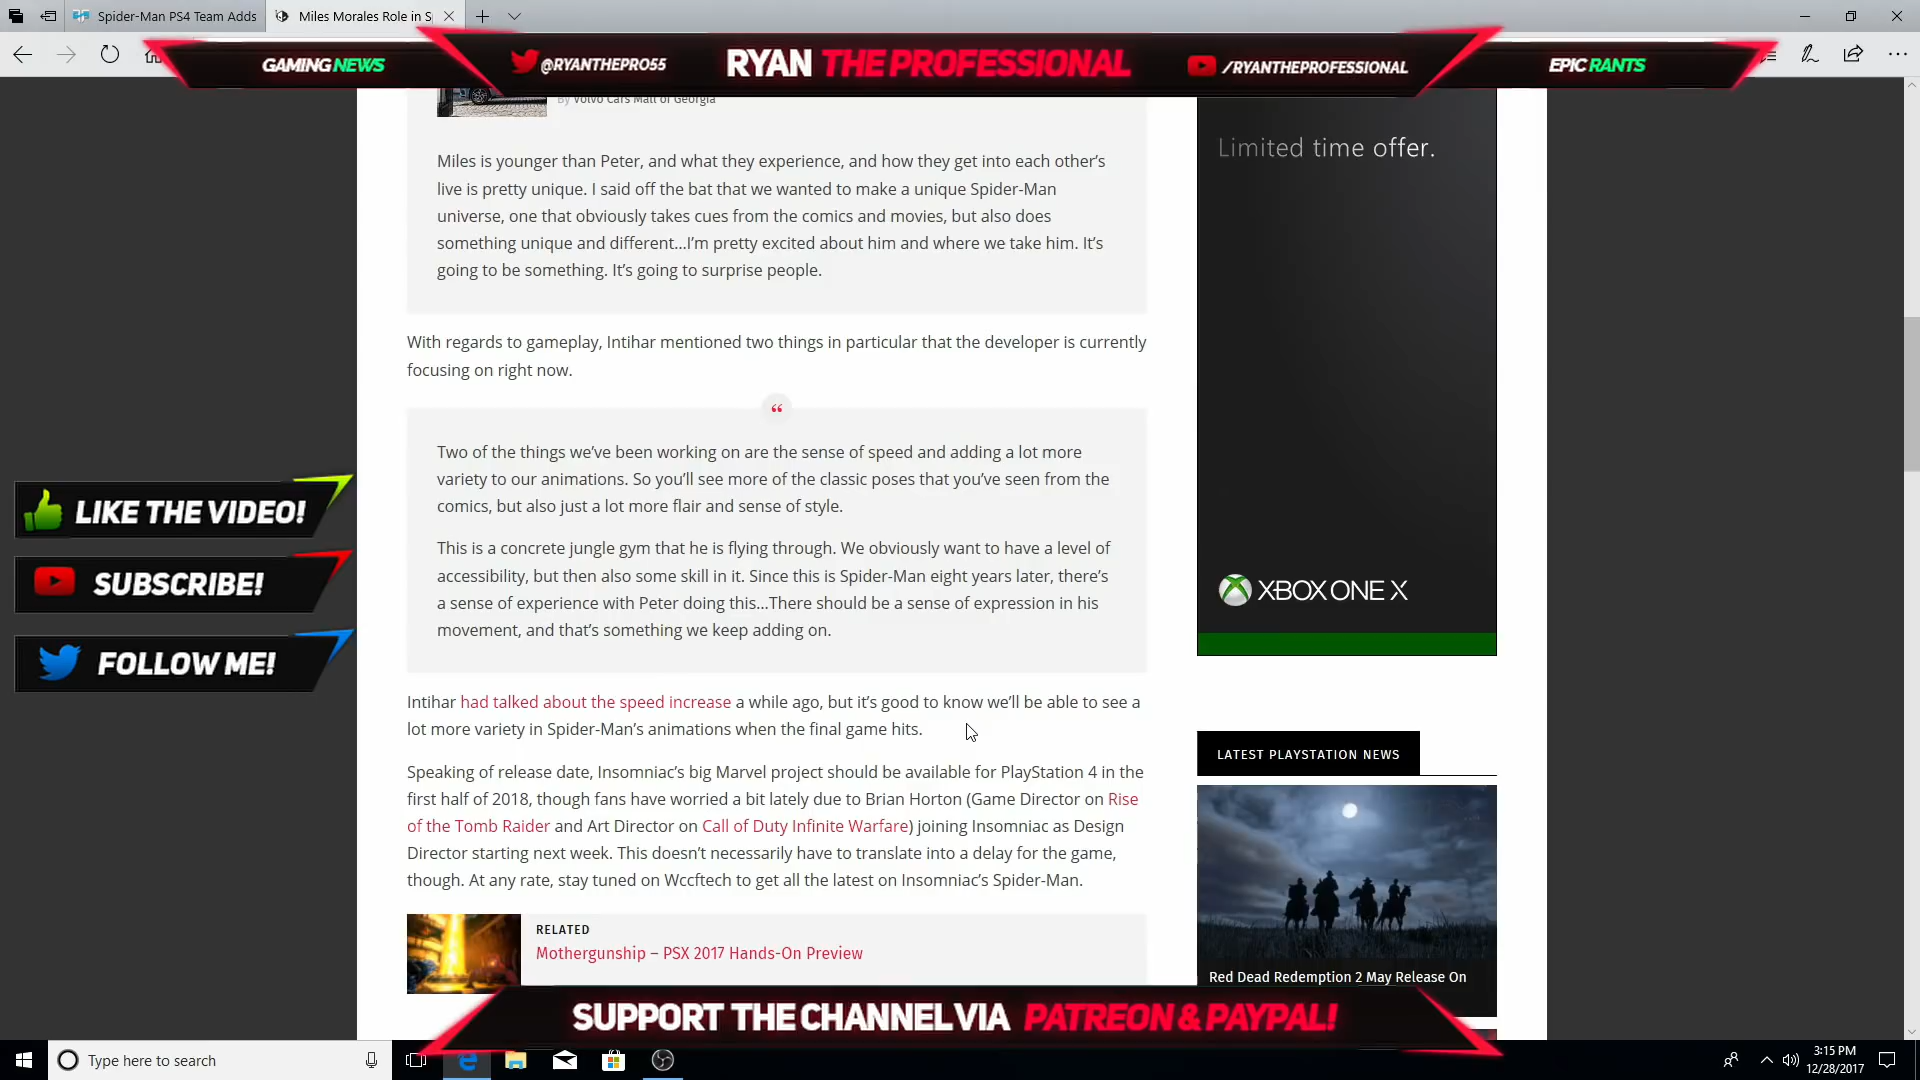 Spider-Man PS4 Team Adds
Miles Morales Role in S
GAMING NEWS
@RYANTHEPRO55
RYAN THE PROFESSIONAL
/RYANTHEPROFESSIONAL
EPIC RANTS
By Volvo Cars Mall of Georgia
Miles is younger than Peter, and what they experience, and how they get into each other’s
live is pretty unique. I said off the bat that we wanted to make a unique Spider-Man
universe, one that obviously takes cues from the comics and movies, but also does
something unique and different…I’m pretty excited about him and where we take him. It’s
going to be something. It’s going to surprise people.
With regards to gameplay, Intihar mentioned two things in particular that the developer is currently
focusing on right now.
“
Two of the things we’ve been working on are the sense of speed and adding a lot more
variety to our animations. So you’ll see more of the classic poses that you’ve seen from the
comics, but also just a lot more flair and sense of style.
This is a concrete jungle gym that he is flying through. We obviously want to have a level of
accessibility, but then also some skill in it. Since this is Spider-Man eight years later, there’s
a sense of experience with Peter doing this…There should be a sense of expression in his
movement, and that’s something we keep adding on.
Intihar had talked about the speed increase a while ago, but it’s good to know we’ll be able to see a
lot more variety in Spider-Man’s animations when the final game hits.
Speaking of release date, Insomniac’s big Marvel project should be available for PlayStation 4 in the
first half of 2018, though fans have worried a bit lately due to Brian Horton (Game Director on Rise
of the Tomb Raider and Art Director on Call of Duty Infinite Warfare) joining Insomniac as Design
Director starting next week. This doesn’t necessarily have to translate into a delay for the game,
though. At any rate, stay tuned on Wccftech to get all the latest on Insomniac’s Spider-Man.
RELATED
Mothergunship – PSX 2017 Hands-On Preview
LIKE THE VIDEO!
SUBSCRIBE!
FOLLOW ME!
Limited time offer.
XBOX ONE X
LATEST PLAYSTATION NEWS
Red Dead Redemption 2 May Release On
SUPPORT THE CHANNEL VIA PATREON & PAYPAL!
Type here to search
3:15 PM
12/28/2017